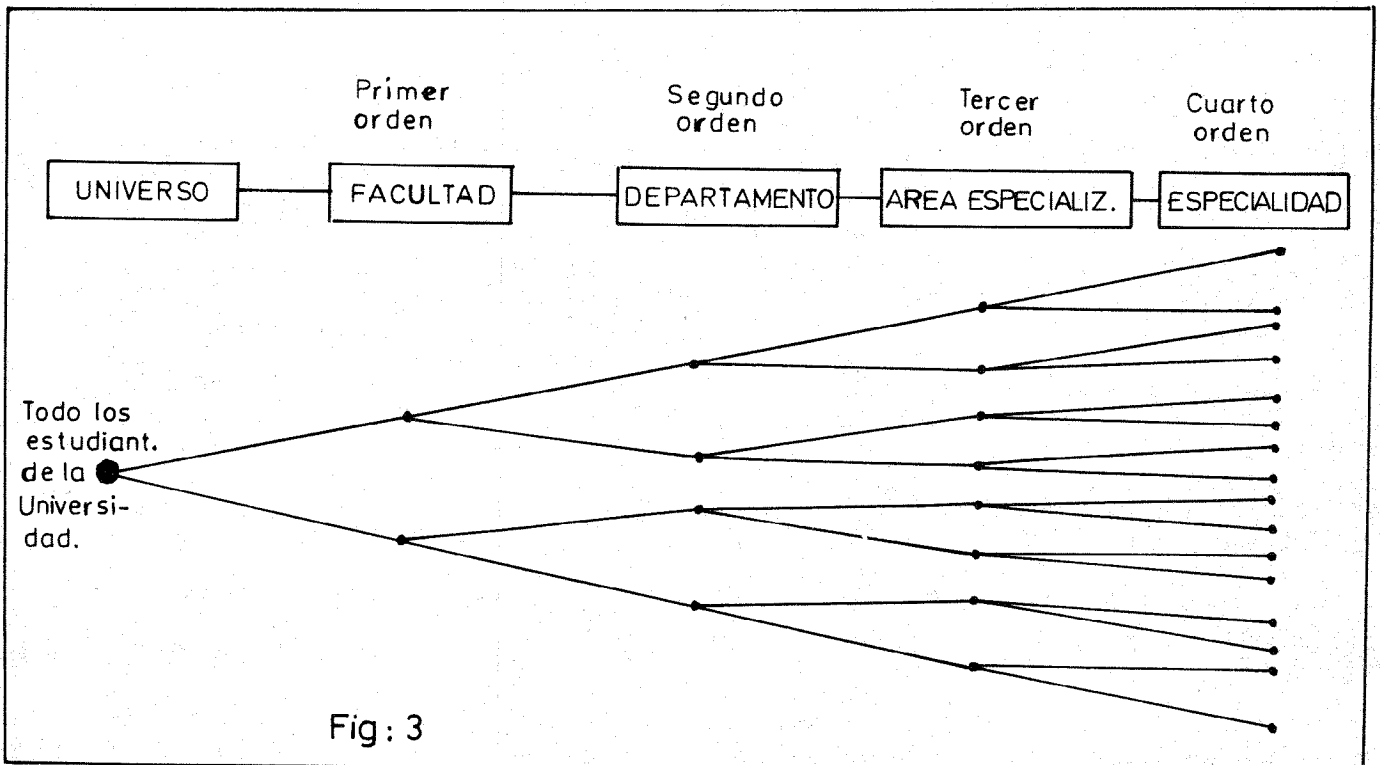 Primer
orden
Segundo
orden
Tercer
orden
Cuarto
orden
UNIVERSO
FACULTAD
DEPARTAMENTO
AREA ESPECIALIZ.
ESPECIALIDAD
Todo los
estudiant.
de la
Universi-
dad.
Fig: 3